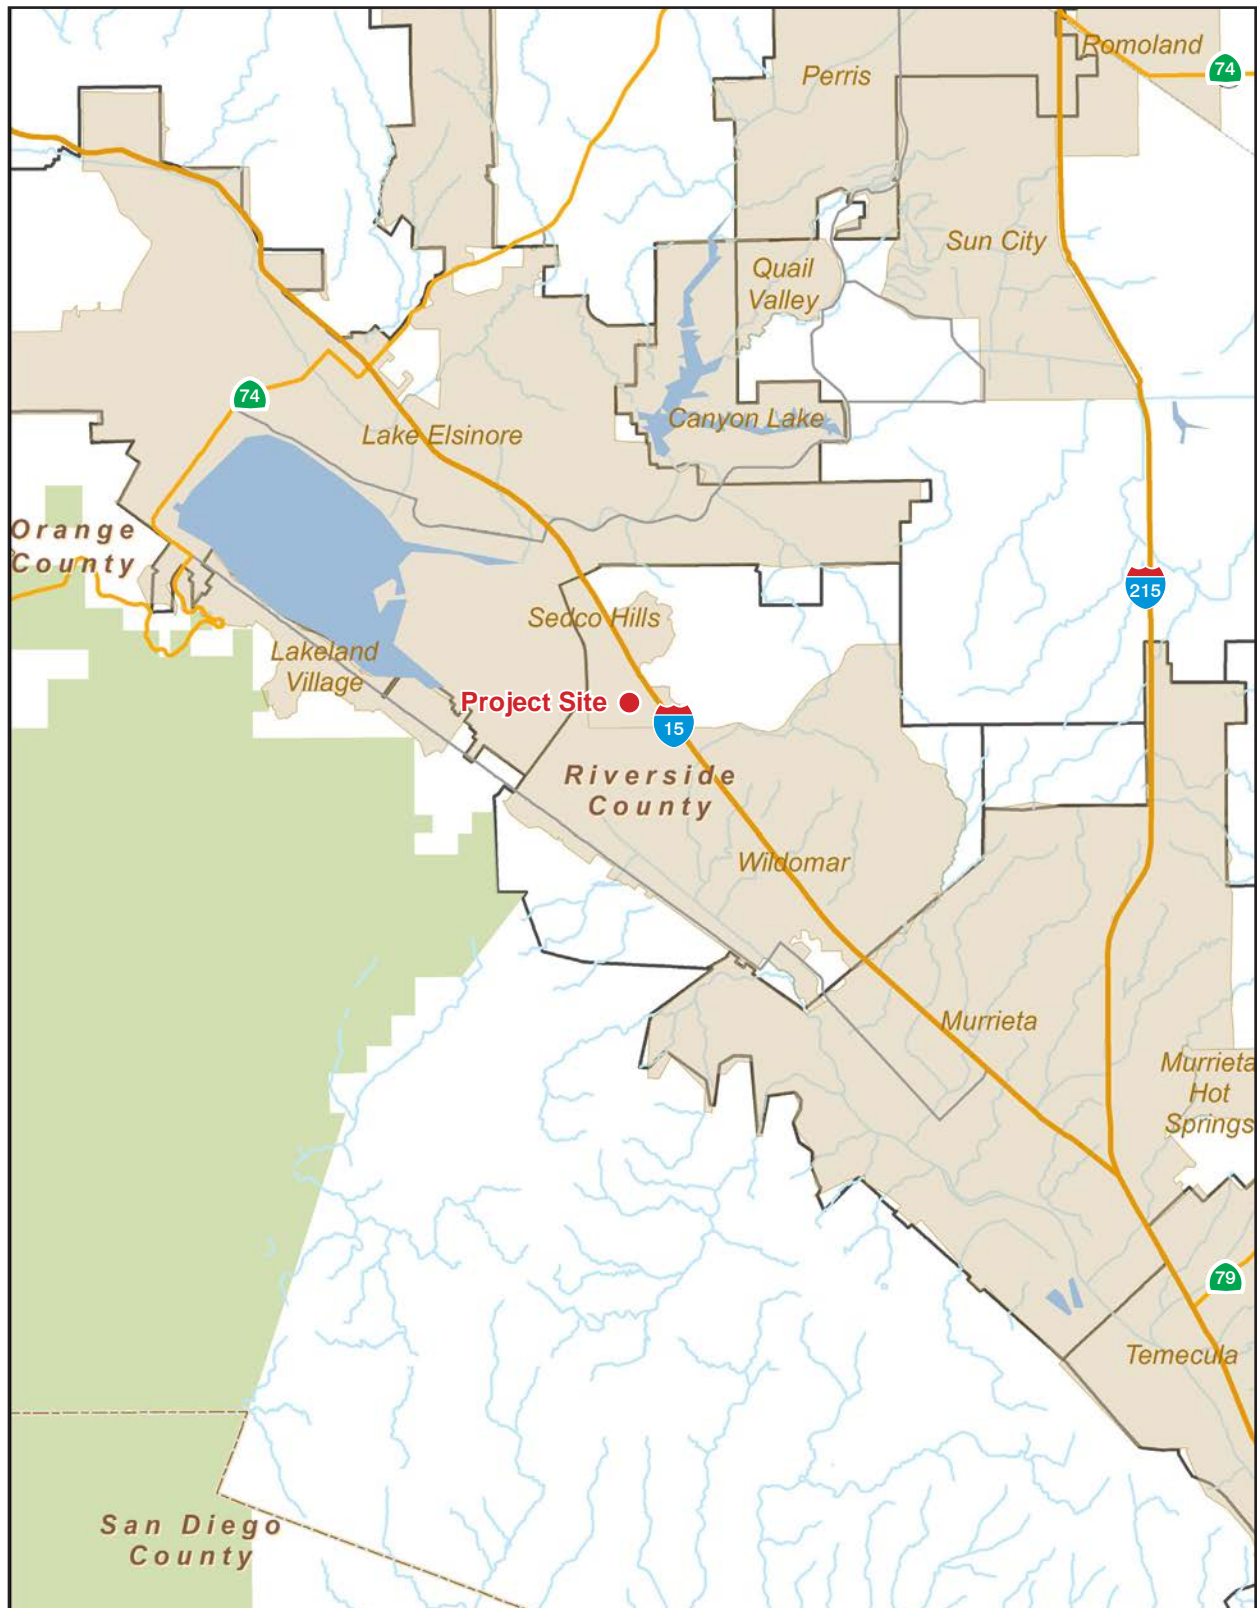 Romoland
Perris
74
Sun City
Quail
Valley
74
Canyon Lake
Lake Elsinore
Orange
County
215
Sedco Hills
Lakeland
Village
Project Site
15
Riverside
County
Wildomar
Murrieta
Murrieta
Hot
Springs
79
Temecula
San Diego
County